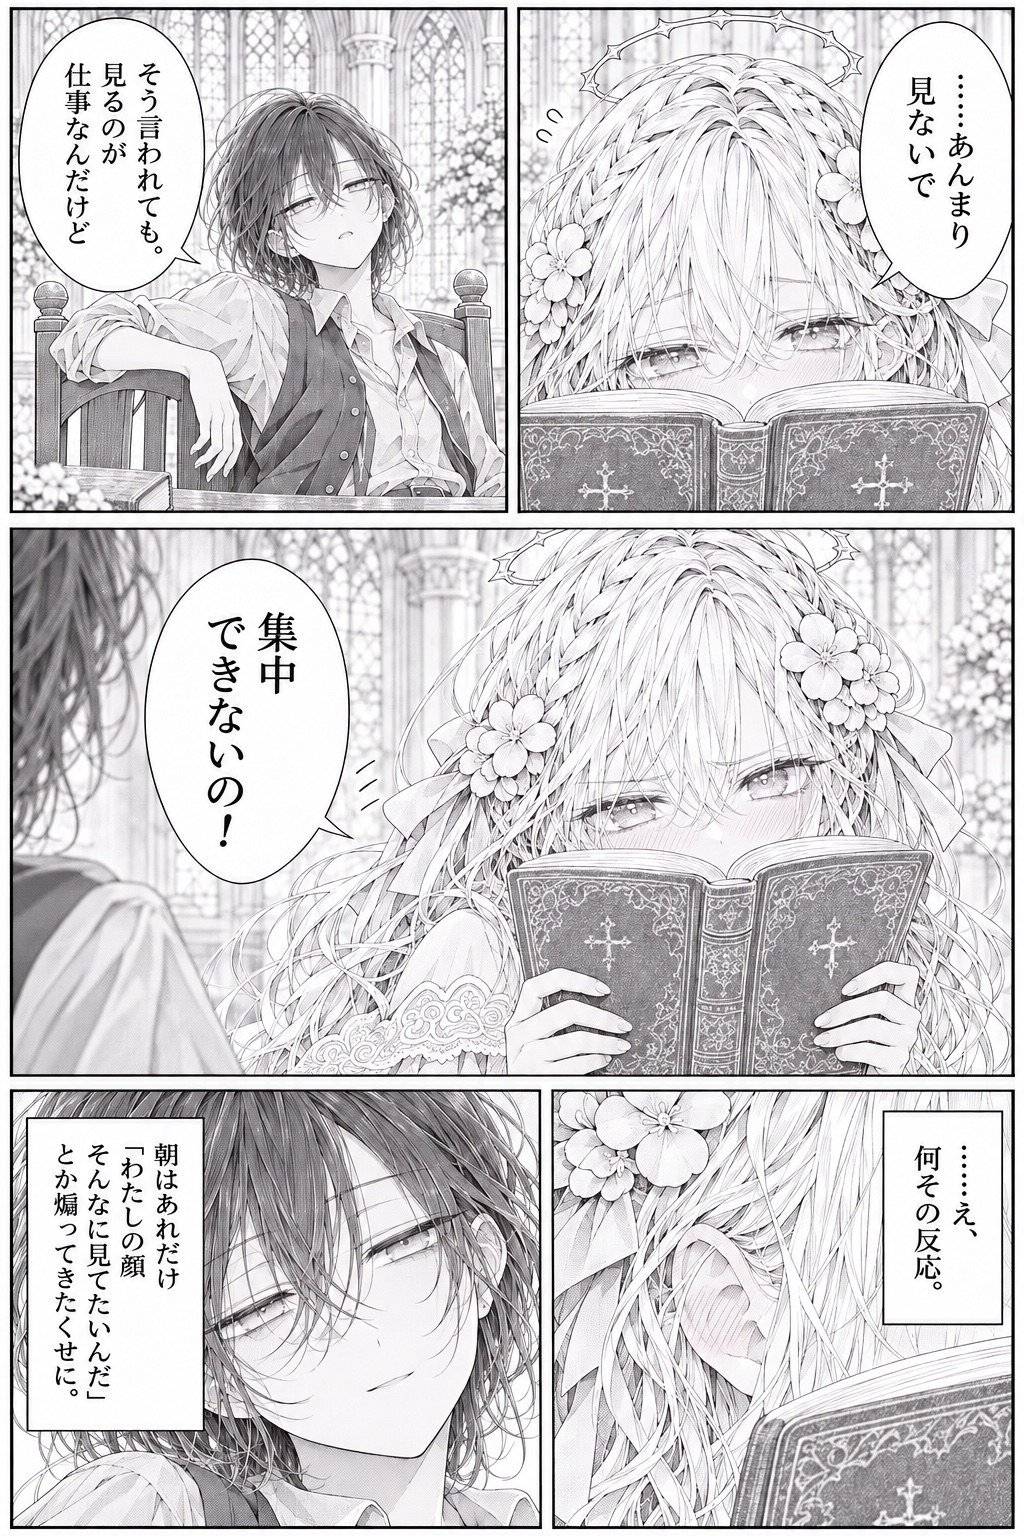 ……あんまり
見ないで
そう言われても。
見るのが
仕事なんだけど
集中
できないの！
……え、
何その反応。
朝はあれだけ
「わたしの顔
そんなに見てたいんだ」
とか煽ってきたくせに。